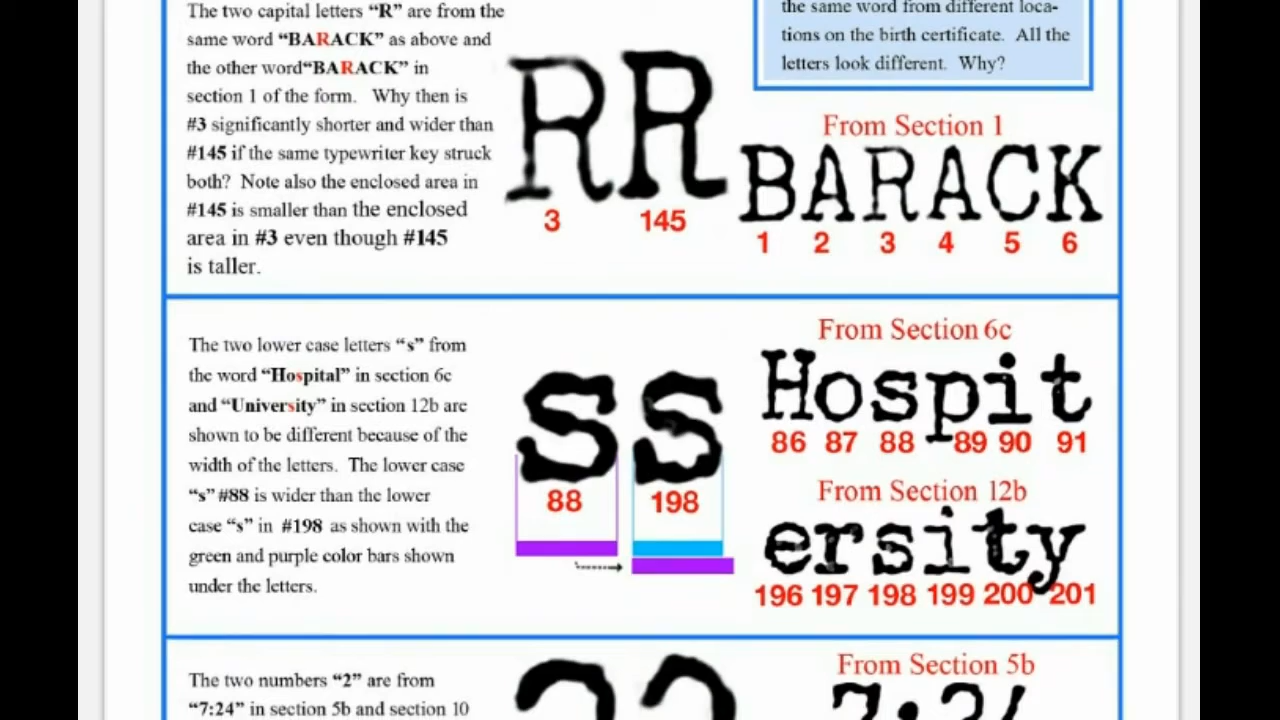 The two capital letters “R” are from the
same word “BARACK” as above and
the other word“BARACK” in
section 1 of the form. Why then is
#3 significantly shorter and wider than
#145 if the same typewriter key struck
both? Note also the enclosed area in
#145 is smaller than the enclosed
area in #3 even though #145
is taller.
RR
3 145
the same word from different loca-
tions on the birth certificate. All the
letters look different. Why?
From Section 1
BARACK
1 2 3 4 5 6
The two lower case letters “s” from
the word “Hospital” in section 6c
and “University” in section 12b are
shown to be different because of the
width of the letters. The lower case
“s” #88 is wider than the lower
case “s” in #198 as shown with the
green and purple color bars shown
under the letters.
ss
88 198
From Section 6c
Hospit
86 87 88 89 90 91
From Section 12b
ersity
196 197 198 199 200 201
The two numbers “2” are from
“7:24” in section 5b and section 10
22
From Section 5b
7:24